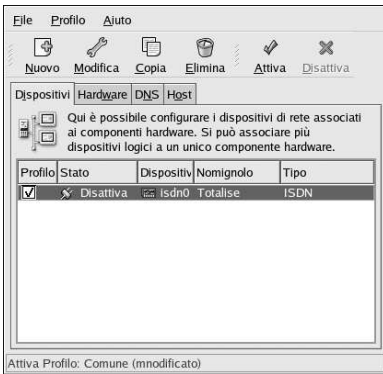 File Profilo Aiuto
Nuovo Modifica Copia Elimina Attiva Disattiva
Dispositivi Hardware DNS Host
Qui è possibile configurare i dispositivi di rete associati
ai componenti hardware. Si può associare più
dispositivi logici a un unico componente hardware.
Profilo Stato Dispositiv Nomignolo Tipo
Disattiva isdn0 Totalise ISDN
Attiva Profilo: Comune (mnodificato)